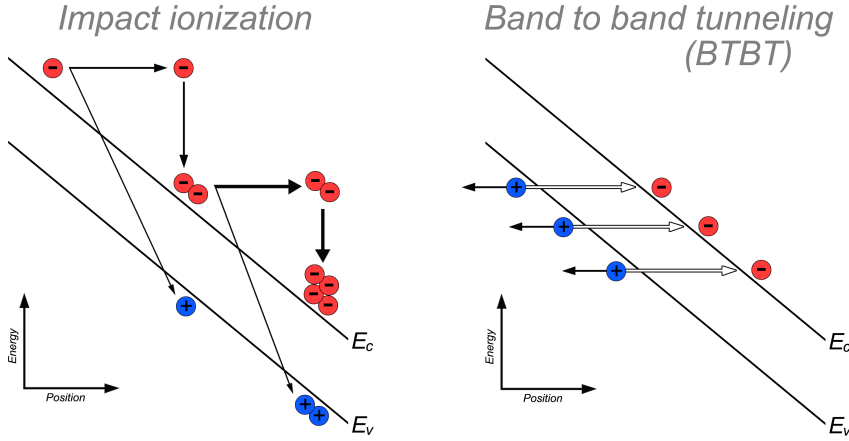 Impact ionization
Band to band tunneling
(BTBT)
Energy
Position
Ec
Ev
Energy
Position
Ec
Ev